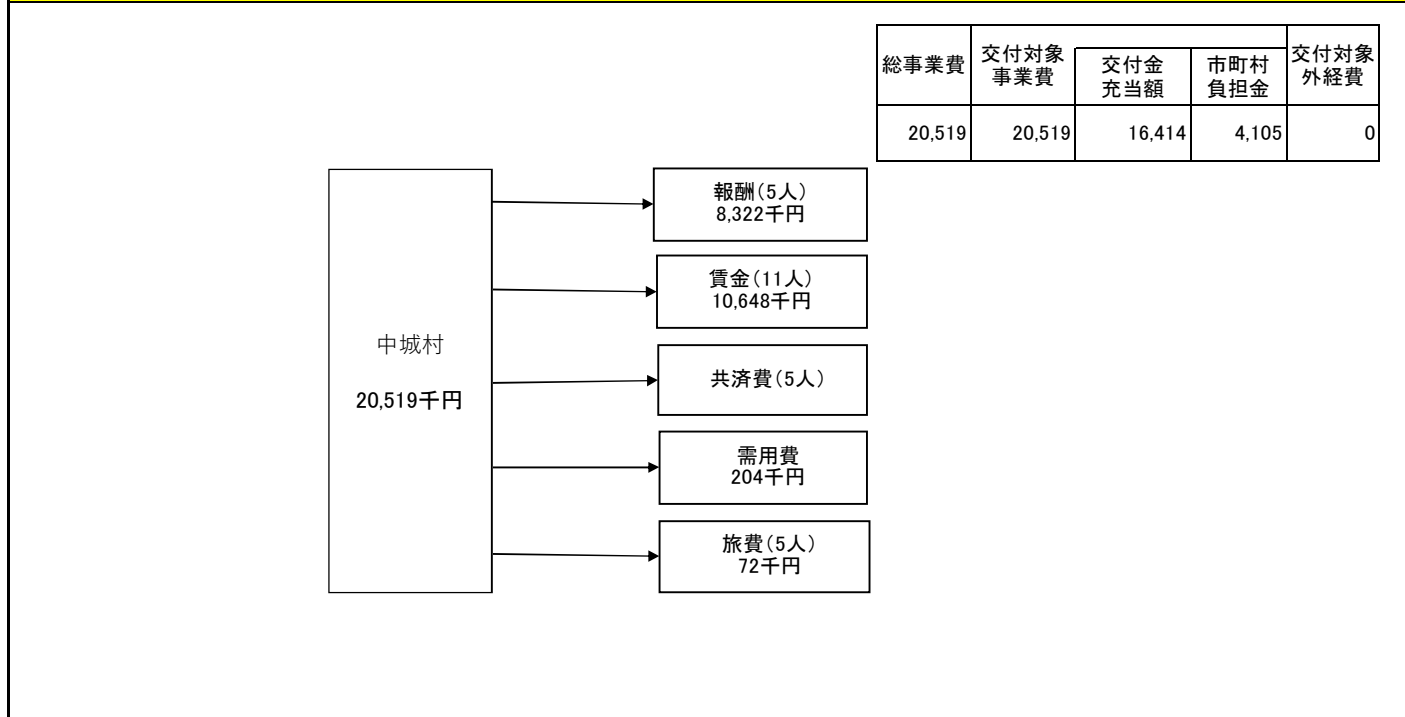 総事業費
交付対象
事業費
交付金
充当額
市町村
負担金
交付対象
外経費
20,519
20,519
16,414
4,105
0
中城村
20,519千円
報酬(5人)
8,322千円
賃金(11人)
10,648千円
共済費(5人)
需用費
204千円
旅費(5人)
72千円